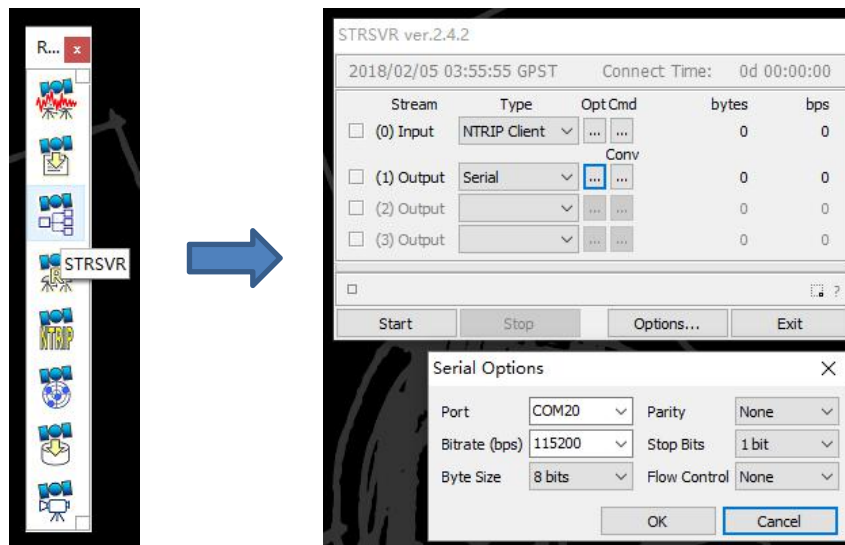 R... x
NTRIP
STRSVR
R
STRSVR ver.2.4.2
2018/02/05 03:55:55 GPST Connect Time: 0d 00:00:00
Stream Type Opt Cmd bytes bps
(0) Input NTRIP Client ... ... 0 0
Conv
(1) Output Serial ... ... 0 0
(2) Output ... ... 0 0
(3) Output ... ... 0 0
?
Start Stop Options... Exit
Serial Options
Port COM20 Parity None
Bitrate (bps) 115200 Stop Bits 1 bit
Byte Size 8 bits Flow Control None
OK Cancel